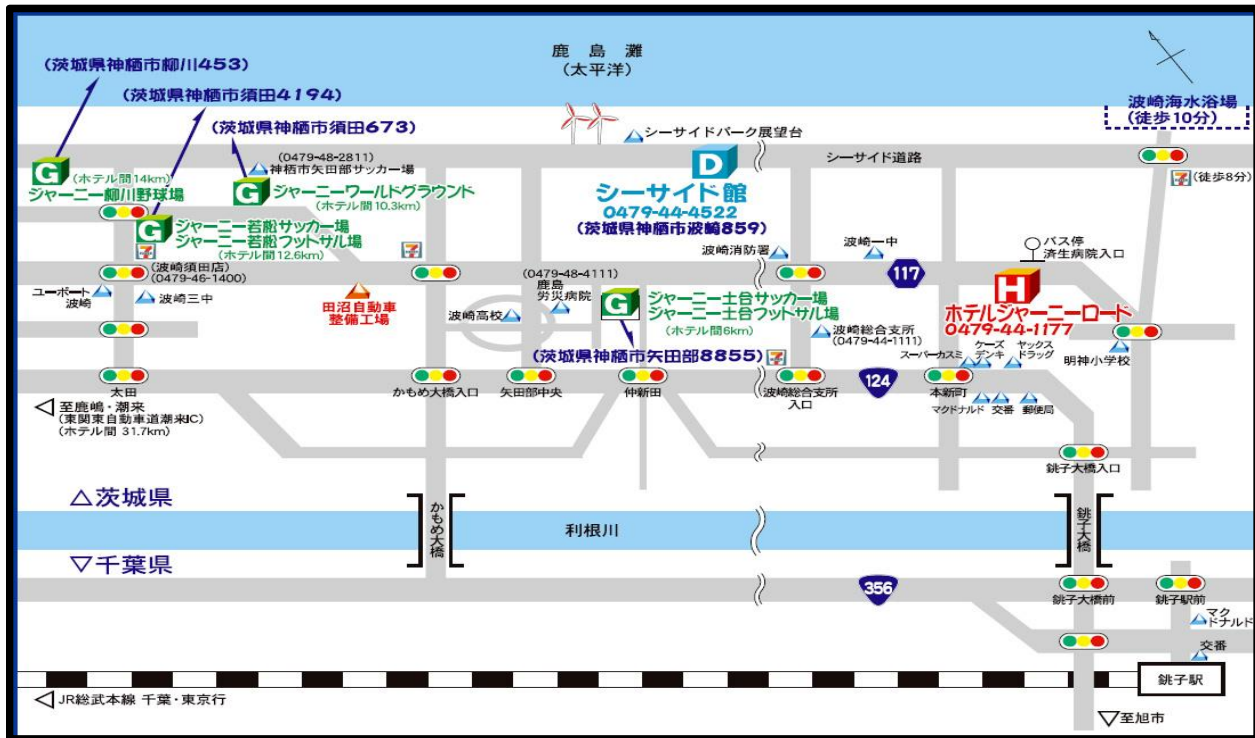 鹿島灘
(太平洋)
(茨城県神栖市柳川453)
(茨城県神栖市須田4194)
(茨城県神栖市須田673)
波崎海水浴場
(徒歩10分)
シーサイドパーク展望台
シーサイド道路
(0479-48-2811)
神栖市矢田部サッカー場
G
(ホテル間14km)
ジャーニー柳川野球場
G
ジャーニーワールドグラウンド
(ホテル間10.3km)
D
シーサイド館
0479-44-4522
(茨城県神栖市波崎859)
7
(徒歩8分)
G
ジャーニー若松サッカー場
ジャーニー若松フットサル場
(ホテル間12.6km)
7
(波崎須田店)
(0479-46-1400)
7
波崎消防署
波崎一中
バス停
済生病院入口
117
ユーポート
波崎
波崎三中
田沼自動車
整備工場
(0479-48-4111)
鹿島
労災病院
波崎高校
G
ジャーニー土合サッカー場
ジャーニー土合フットサル場
(ホテル間6km)
(茨城県神栖市矢田部8855)
7
H
ホテルジャーニーロード
0479-44-1177
波崎総合支所
(0479-44-1111)
スーパーカスミ
ケーズ
デンキ
ヤックス
ドラッグ
明神小学校
太田
かもめ大橋入口
矢田部中央
仲新田
波崎総合支所
入口
124
本新町
マクドナルド
交番
郵便局
至鹿嶋・潮来
(東関東自動車道潮来IC)
(ホテル間 31.7km)
銚子大橋入口
△茨城県
かもめ大橋
利根川
銚子大橋
▽千葉県
356
銚子大橋前
銚子駅前
マク
ドナルド
交番
銚子駅
JR総武本線 千葉・東京行
至旭市